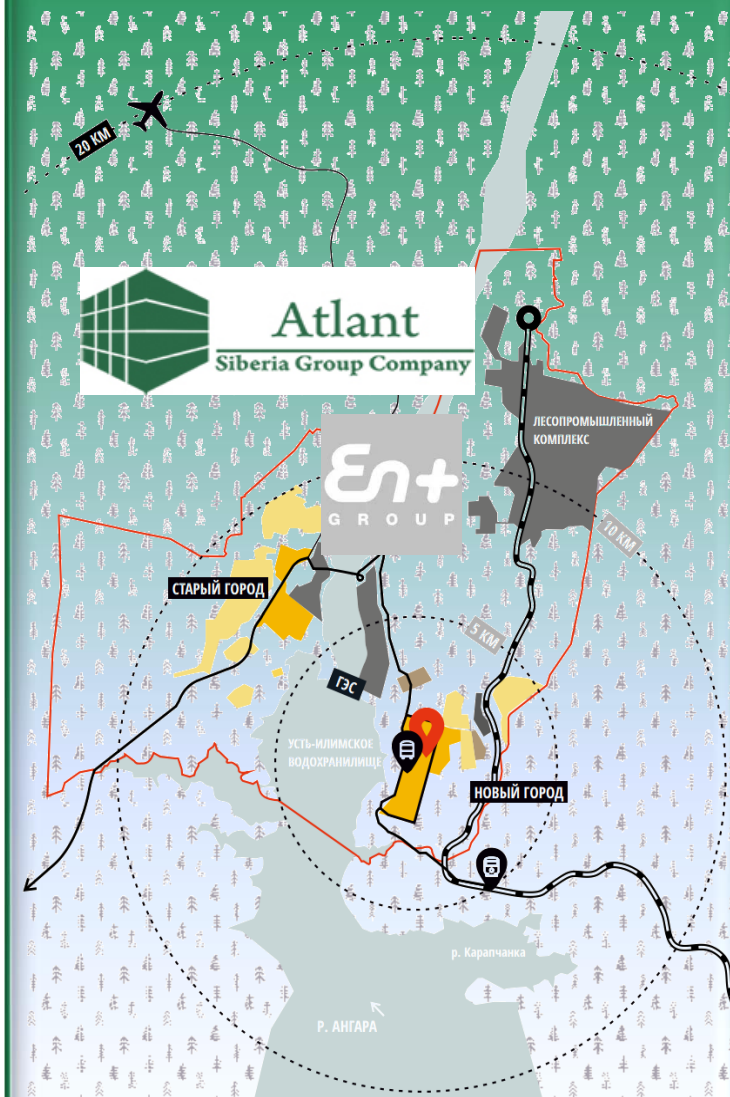 20 КМ
Atlant
Siberia Group Company
ЛЕСОПРОМЫШЛЕННЫЙ
КОМПЛЕКС
En+
GROUP
10 КМ
СТАРЫЙ ГОРОД
5 КМ
ГЭС
УСТЬ-ИЛИМСКОЕ
ВОДОХРАНИЛИЩЕ
НОВЫЙ ГОРОД
р. Карапчанка
Р. АНГАРА